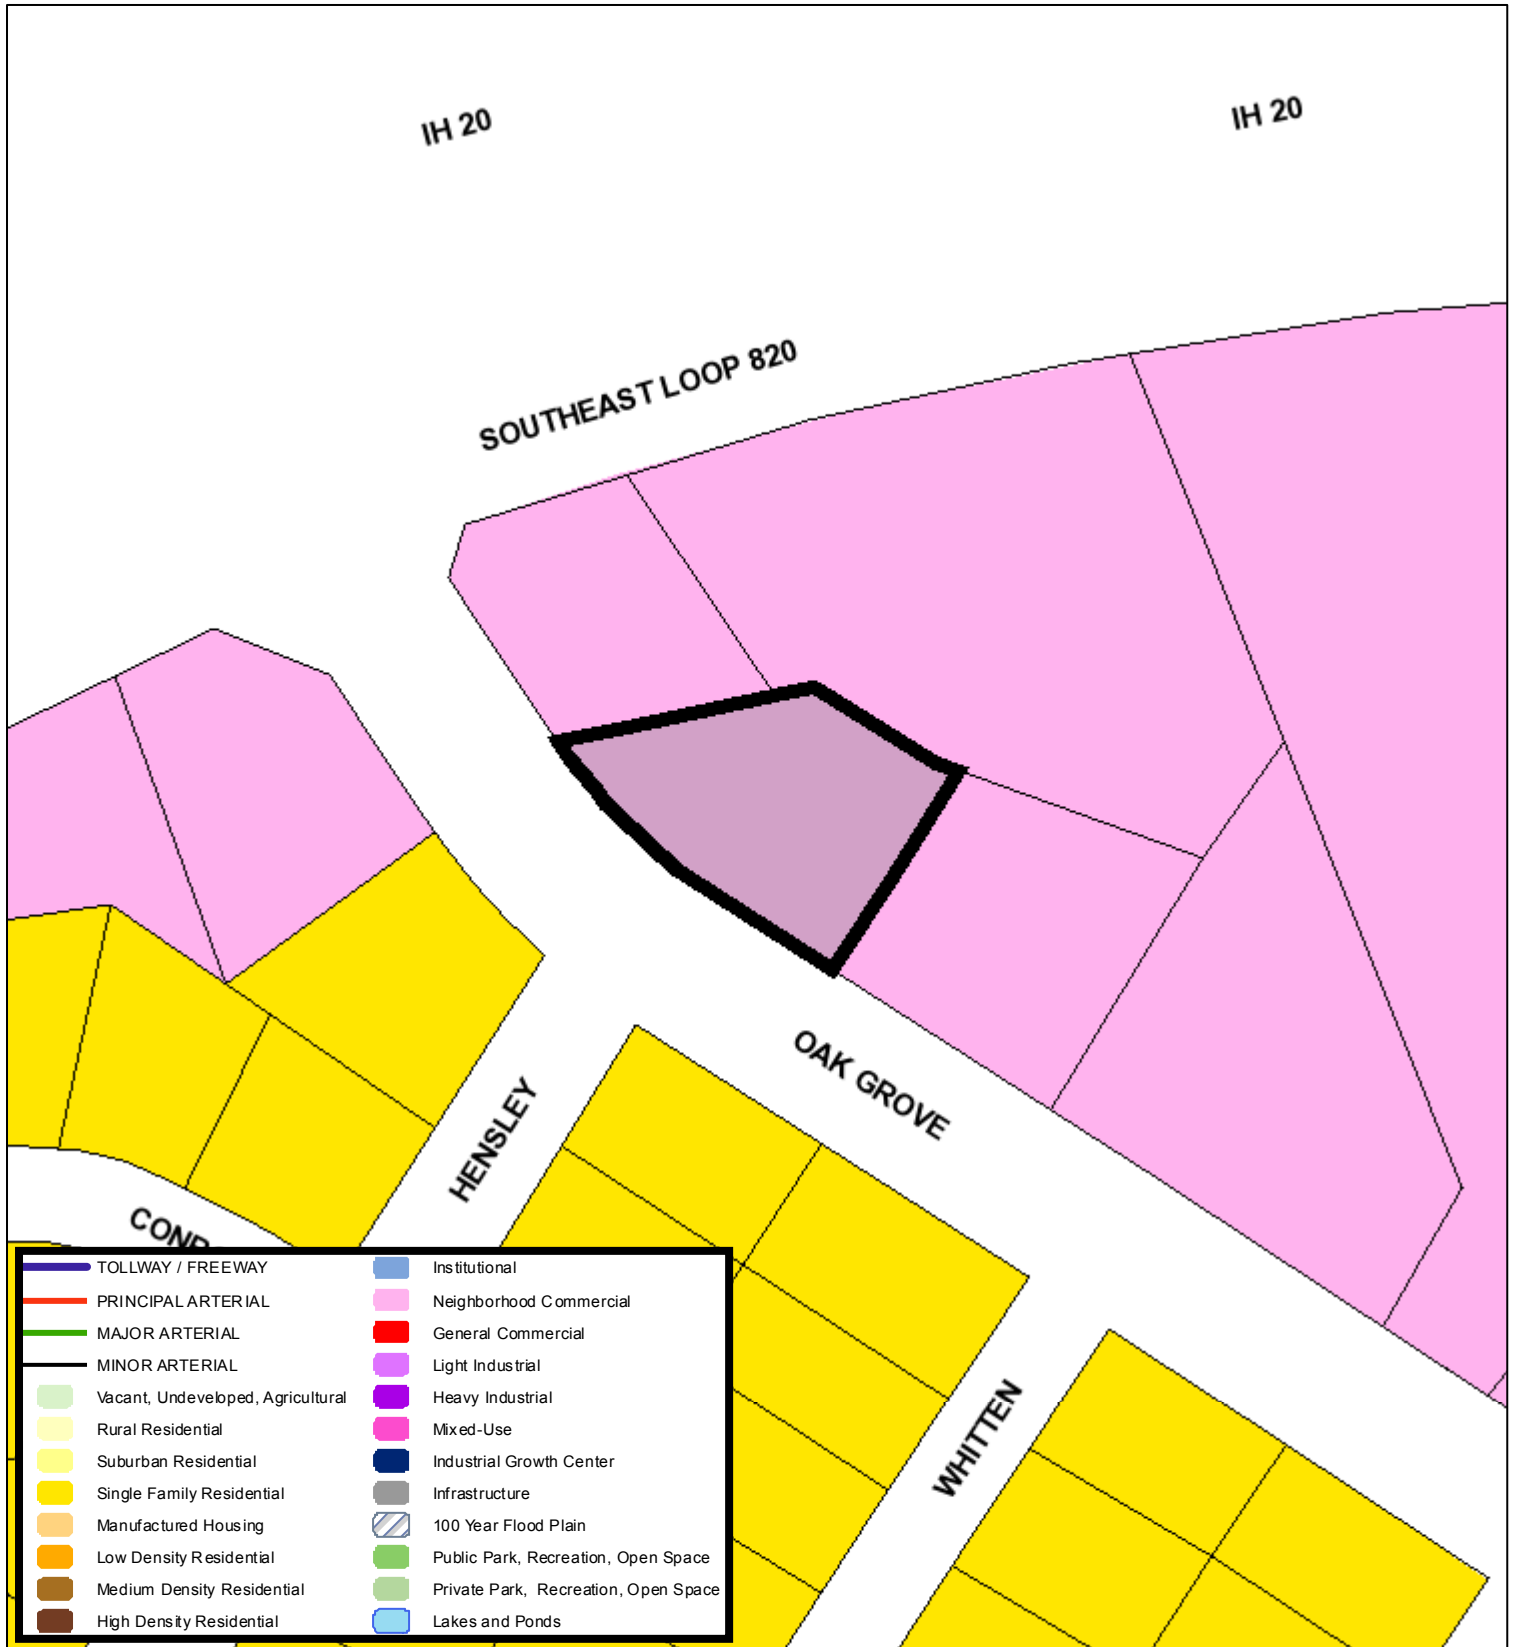 IH 20
IH 20
SOUTHEAST LOOP 820
OAK GROVE
HENSLEY
WHITTEN
TOLLWAY / FREEWAY
PRINCIPAL ARTERIAL
MAJOR ARTERIAL
MINOR ARTERIAL
Vacant, Undeveloped, Agricultural
Rural Residential
Suburban Residential
Single Family Residential
Manufactured Housing
Low Density Residential
Medium Density Residential
High Density Residential
Institutional
Neighborhood Commercial
General Commercial
Light Industrial
Heavy Industrial
Mixed-Use
Industrial Growth Center
Infrastructure
100 Year Flood Plain
Public Park, Recreation, Open Space
Private Park, Recreation, Open Space
Lakes and Ponds